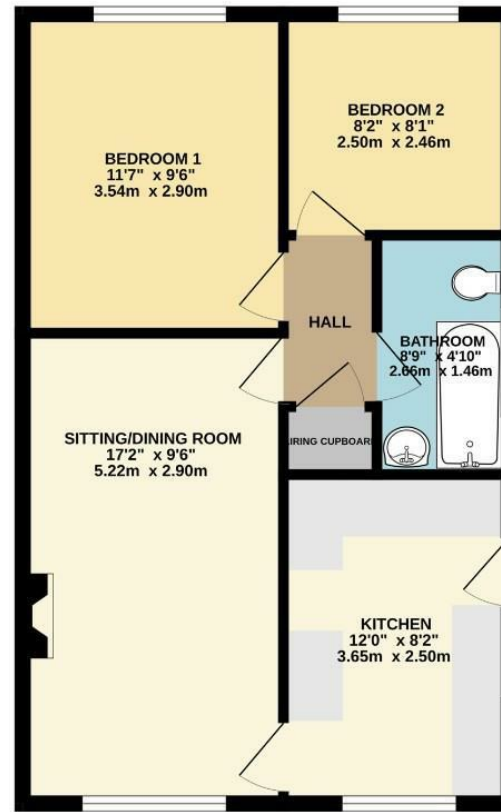 BEDROOM 1
11'7" x 9'6"
3.54m x 2.90m
BEDROOM 2
8'2" x 8'1"
2.50m x 2.46m
HALL
BATHROOM
8'9" x 4'10"
2.66m x 1.46m
SITTING/DINING ROOM
17'2" x 9'6"
5.22m x 2.90m
IRING CUPBOAR
KITCHEN
12'0" x 8'2"
3.65m x 2.50m